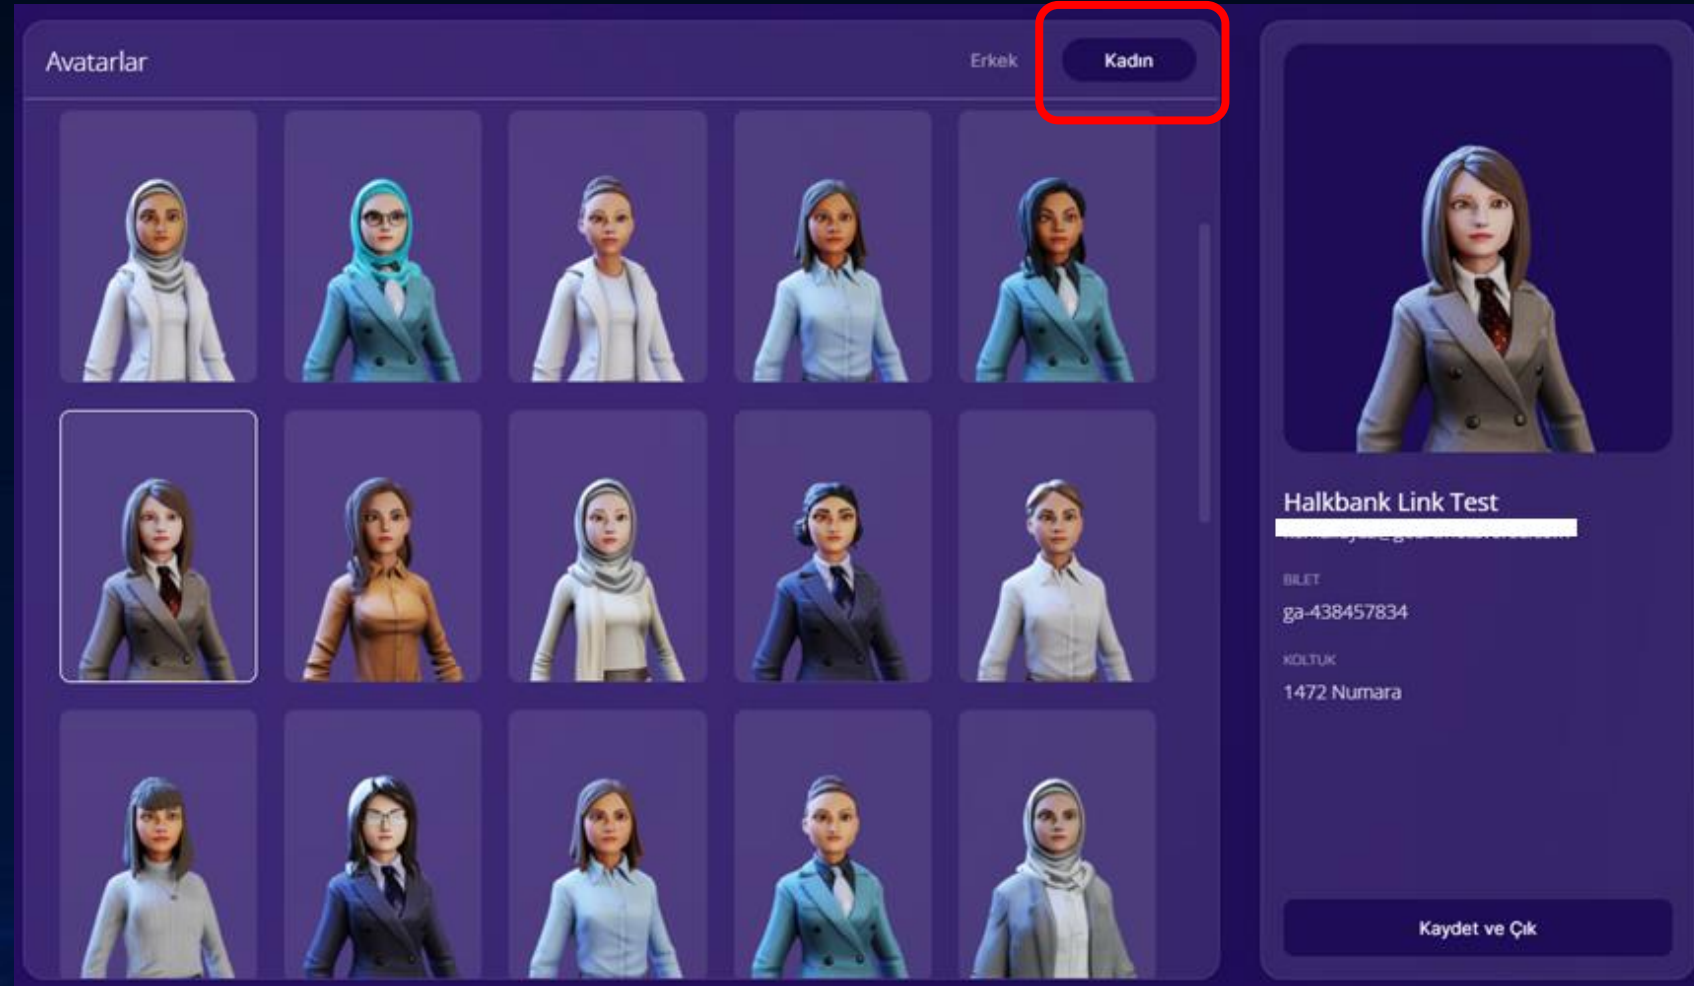 Avatarlar
Erkek
Kadın
Halkbank Link Test
BİLET
ga-438457834
KOLTUK
1472 Numara
Kaydet ve Çık